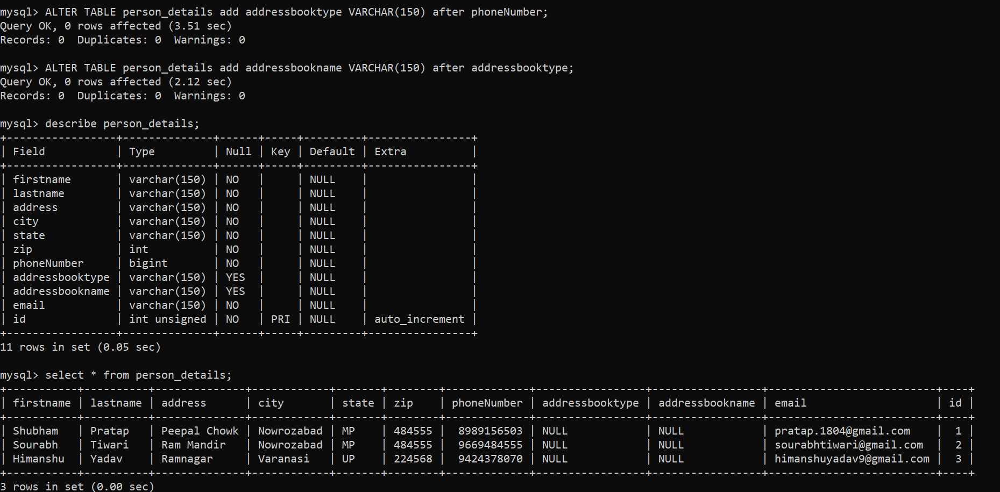 mysql> ALTER TABLE person_details add addressbooktype VARCHAR(150) after phoneNumber;
Query OK, 0 rows affected (3.51 sec)
Records: 0  Duplicates: 0  Warnings: 0

mysql> ALTER TABLE person_details add addressbookname VARCHAR(150) after addressbooktype;
Query OK, 0 rows affected (2.12 sec)
Records: 0  Duplicates: 0  Warnings: 0

mysql> describe person_details;
+-----------------+--------------+------+-----+---------+----------------+
| Field           | Type         | Null | Key | Default | Extra          |
+-----------------+--------------+------+-----+---------+----------------+
| firstname       | varchar(150) | NO   |     | NULL    |                |
| lastname        | varchar(150) | NO   |     | NULL    |                |
| address         | varchar(150) | NO   |     | NULL    |                |
| city            | varchar(150) | NO   |     | NULL    |                |
| state           | varchar(150) | NO   |     | NULL    |                |
| zip             | int          | NO   |     | NULL    |                |
| phoneNumber     | bigint       | NO   |     | NULL    |                |
| addressbooktype | varchar(150) | YES  |     | NULL    |                |
| addressbookname | varchar(150) | YES  |     | NULL    |                |
| email           | varchar(150) | NO   |     | NULL    |                |
| id              | int unsigned | NO   | PRI | NULL    | auto_increment |
+-----------------+--------------+------+-----+---------+----------------+
11 rows in set (0.05 sec)

mysql> select * from person_details;
+-----------+----------+--------------+------------+-------+--------+-------------+-----------------+-----------------+--------------------------+----+
| firstname | lastname | address      | city       | state | zip    | phoneNumber | addressbooktype | addressbookname | email                    | id |
+-----------+----------+--------------+------------+-------+--------+-------------+-----------------+-----------------+--------------------------+----+
| Shubham   | Pratap   | Peepal Chowk | Nowrozabad | MP    | 484555 |  8989156503 | NULL            | NULL            | pratap.1804@gmail.com    |  1 |
| Sourabh   | Tiwari   | Ram Mandir   | Nowrozabad | MP    | 484555 |  9669484555 | NULL            | NULL            | sourabhtiwari@gmail.com  |  2 |
| Himanshu  | Yadav    | Ramnagar     | Varanasi   | UP    | 224568 |  9424378070 | NULL            | NULL            | himanshuyadav9@gmail.com |  3 |
+-----------+----------+--------------+------------+-------+--------+-------------+-----------------+-----------------+--------------------------+----+
3 rows in set (0.00 sec)